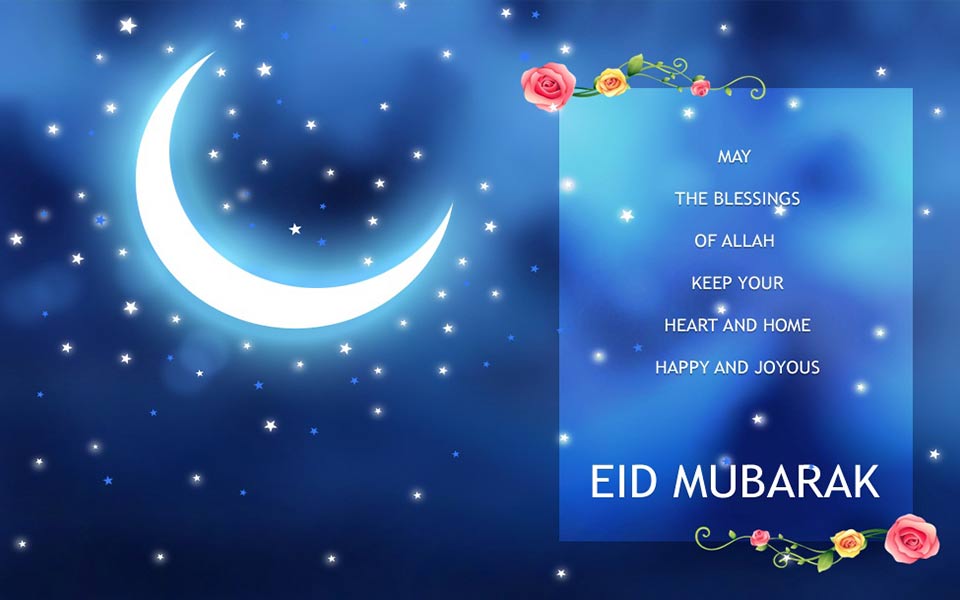 MAY
THE BLESSINGS
OF ALLAH
KEEP YOUR
HEART AND HOME
HAPPY AND JOYOUS
EID MUBARAK